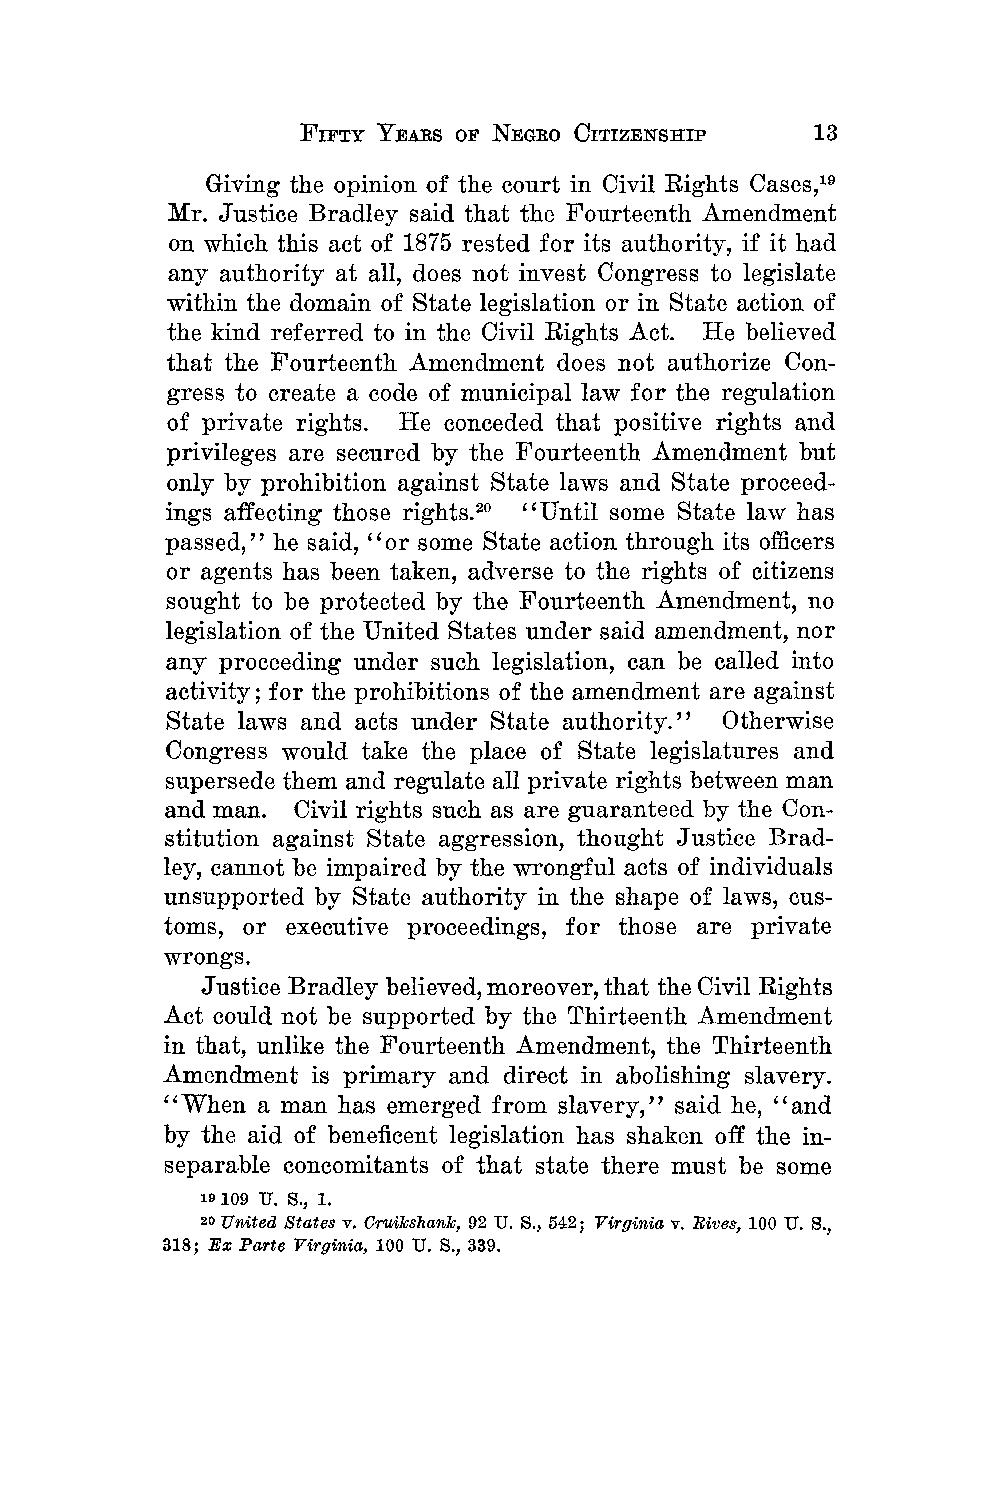 Fifty Years of Negro Citizenship 13
Giving the opinion of the court in Civil Rights Cases,¹⁹
Mr. Justice Bradley said that the Fourteenth Amendment
on which this act of 1875 rested for its authority, if it had
any authority at all, does not invest Congress to legislate
within the domain of State legislation or in State action of
the kind referred to in the Civil Rights Act. He believed
that the Fourteenth Amendment does not authorize Con-
gress to create a code of municipal law for the regulation
of private rights. He conceded that positive rights and
privileges are secured by the Fourteenth Amendment but
only by prohibition against State laws and State proceed-
ings affecting those rights.²⁰ “Until some State law has
passed,” he said, “or some State action through its officers
or agents has been taken, adverse to the rights of citizens
sought to be protected by the Fourteenth Amendment, no
legislation of the United States under said amendment, nor
any proceeding under such legislation, can be called into
activity; for the prohibitions of the amendment are against
State laws and acts under State authority.” Otherwise
Congress would take the place of State legislatures and
supersede them and regulate all private rights between man
and man. Civil rights such as are guaranteed by the Con-
stitution against State aggression, thought Justice Brad-
ley, cannot be impaired by the wrongful acts of individuals
unsupported by State authority in the shape of laws, cus-
toms, or executive proceedings, for those are private
wrongs.
Justice Bradley believed, moreover, that the Civil Rights
Act could not be supported by the Thirteenth Amendment
in that, unlike the Fourteenth Amendment, the Thirteenth
Amendment is primary and direct in abolishing slavery.
“When a man has emerged from slavery,” said he, “and
by the aid of beneficent legislation has shaken off the in-
separable concomitants of that state there must be some
¹⁹ 109 U. S., 1.
²⁰ United States v. Cruikshank, 92 U. S., 542; Virginia v. Rives, 100 U. S.,
318; Ex Parte Virginia, 100 U. S., 339.